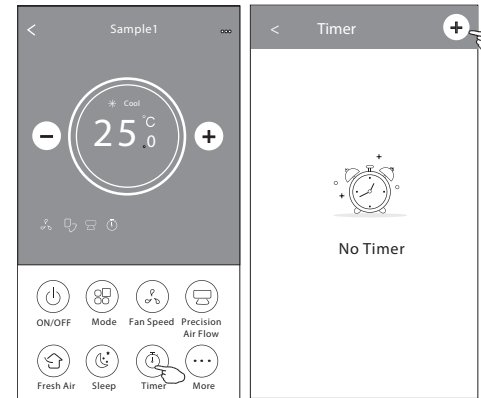 Sample1
Cool
25.0 °C
ON/OFF
Mode
Fan Speed
Precision
Air Flow
Fresh Air
Sleep
Timer
More
Timer
No Timer